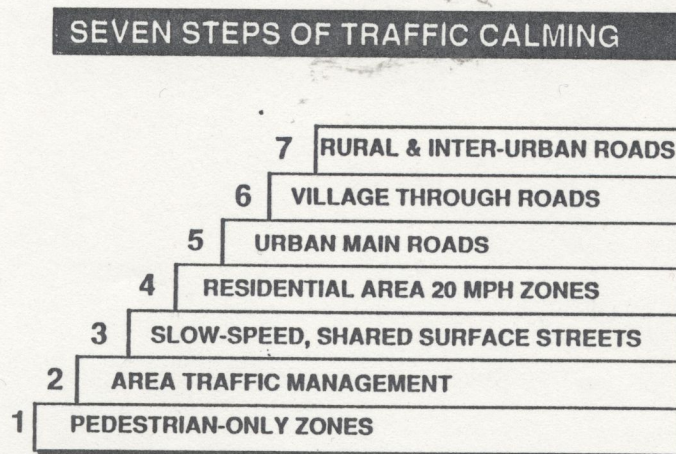 SEVEN STEPS OF TRAFFIC CALMING
7 RURAL & INTER-URBAN ROADS
6 VILLAGE THROUGH ROADS
5 URBAN MAIN ROADS
4 RESIDENTIAL AREA 20 MPH ZONES
3 SLOW-SPEED, SHARED SURFACE STREETS
2 AREA TRAFFIC MANAGEMENT
1 PEDESTRIAN-ONLY ZONES